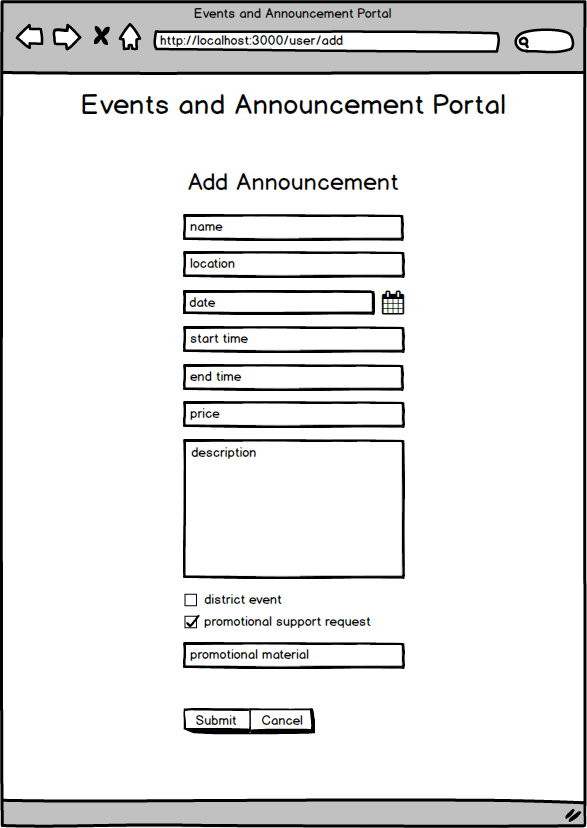 Events and Announcement Portal
http://localhost:3000/user/add
Events and Announcement Portal
Add Announcement
name
location
date
start time
end time
price
description
district event
promotional support request
promotional material
Submit Cancel